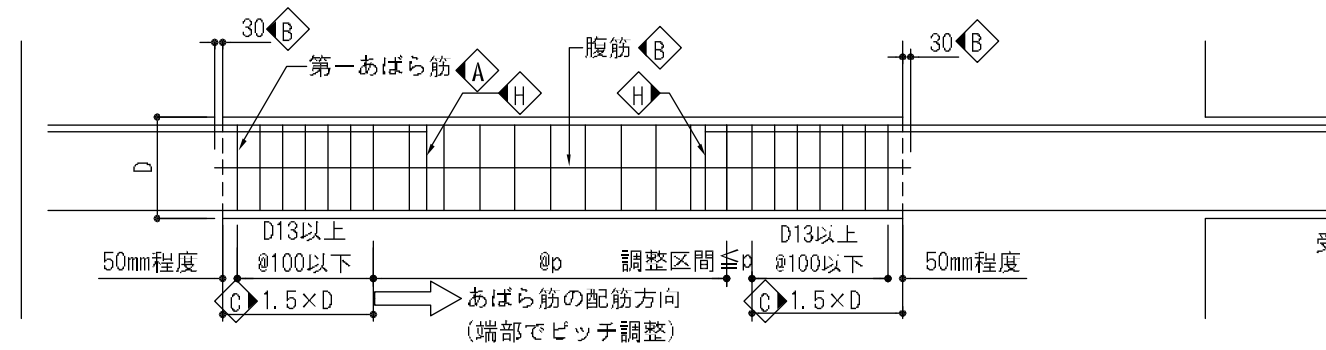 30 B
第一あばら筋 A
H
腹筋 B
H
30 B
D
D13以上
@100以下
50mm程度
@p
調整区間≦p
D13以上
@100以下
50mm程度
C 1.5×D
あばら筋の配筋方向
(端部でピッチ調整)
C 1.5×D